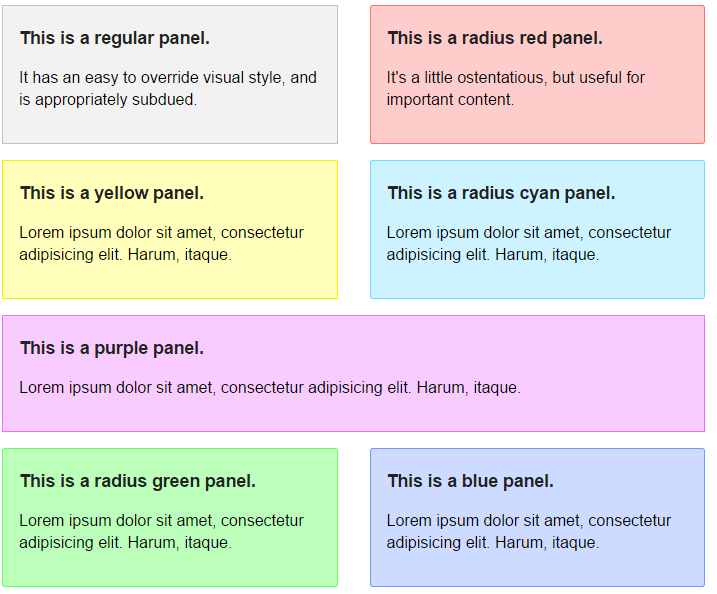 This is a regular panel.
It has an easy to override visual style, and
is appropriately subdued.
This is a radius red panel.
It's a little ostentatious, but useful for
important content.
This is a yellow panel.
Lorem ipsum dolor sit amet, consectetur
adipisicing elit. Harum, itaque.
This is a radius cyan panel.
Lorem ipsum dolor sit amet, consectetur
adipisicing elit. Harum, itaque.
This is a purple panel.
Lorem ipsum dolor sit amet, consectetur adipisicing elit. Harum, itaque.
This is a radius green panel.
Lorem ipsum dolor sit amet, consectetur
adipisicing elit. Harum, itaque.
This is a blue panel.
Lorem ipsum dolor sit amet, consectetur
adipisicing elit. Harum, itaque.